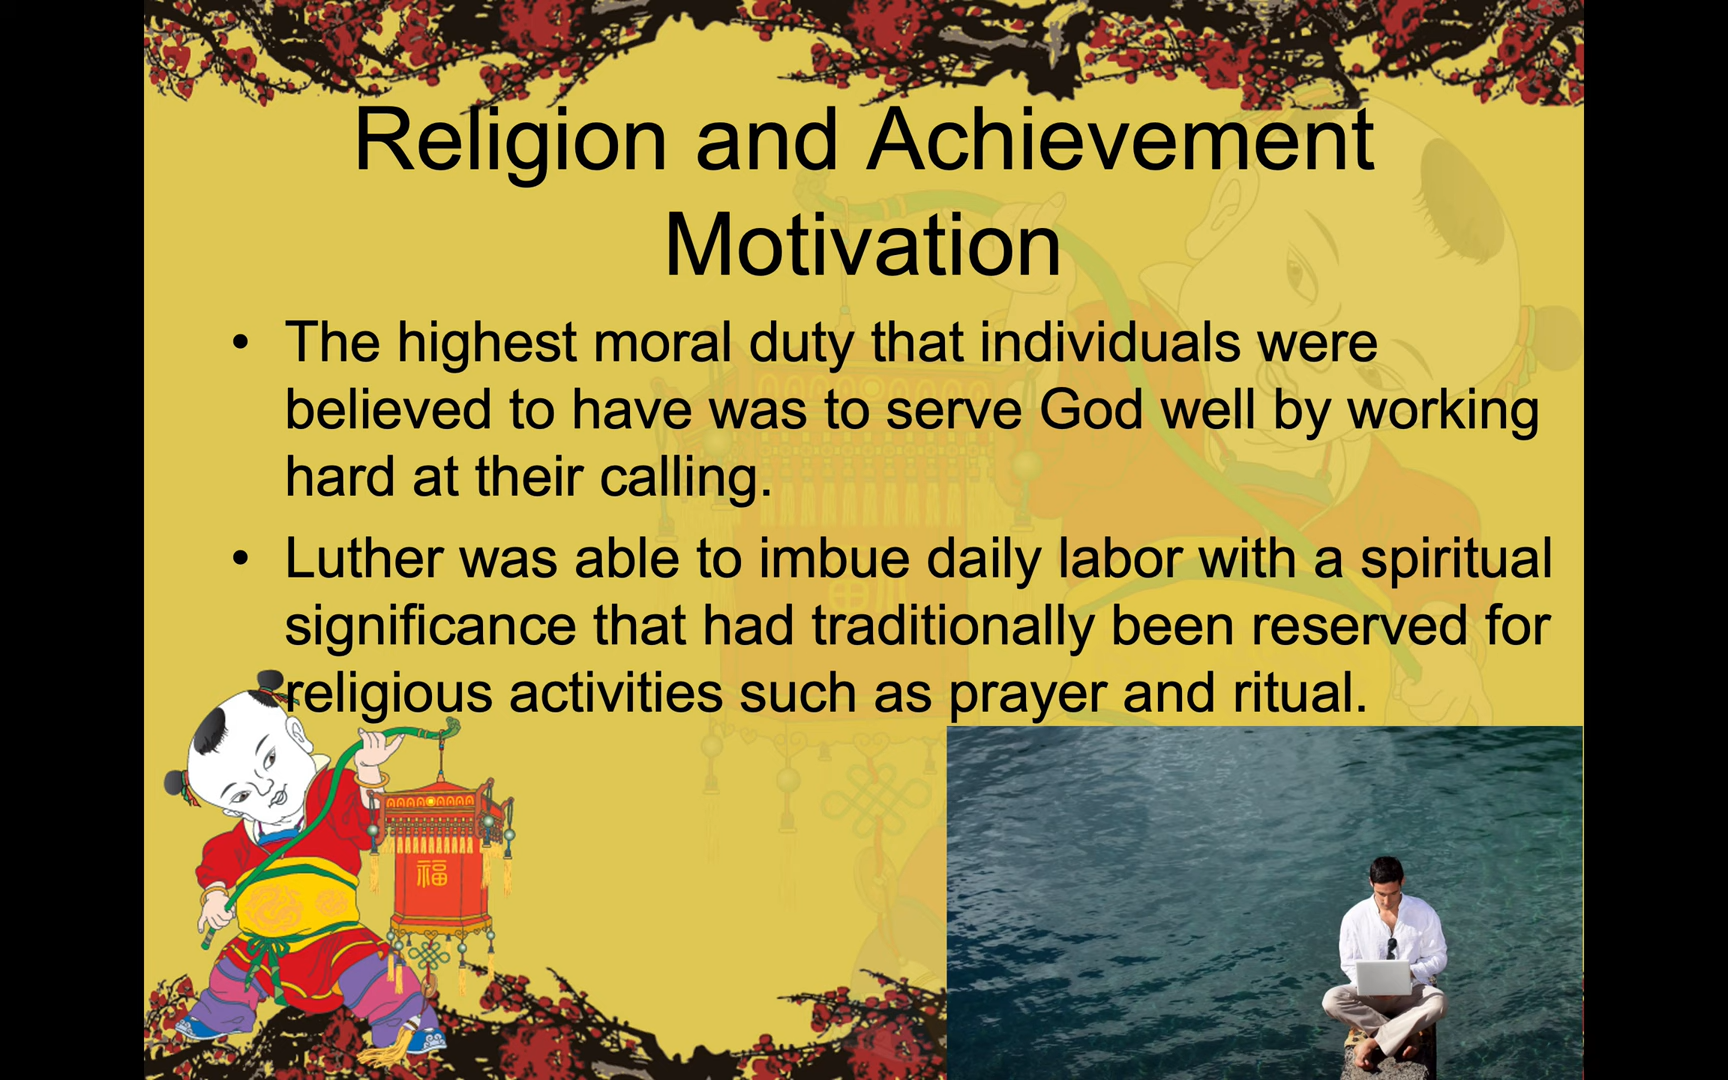 Religion and Achievement
Motivation
• The highest moral duty that individuals were
believed to have was to serve God well by working
hard at their calling.
• Luther was able to imbue daily labor with a spiritual
significance that had traditionally been reserved for
religious activities such as prayer and ritual.
福